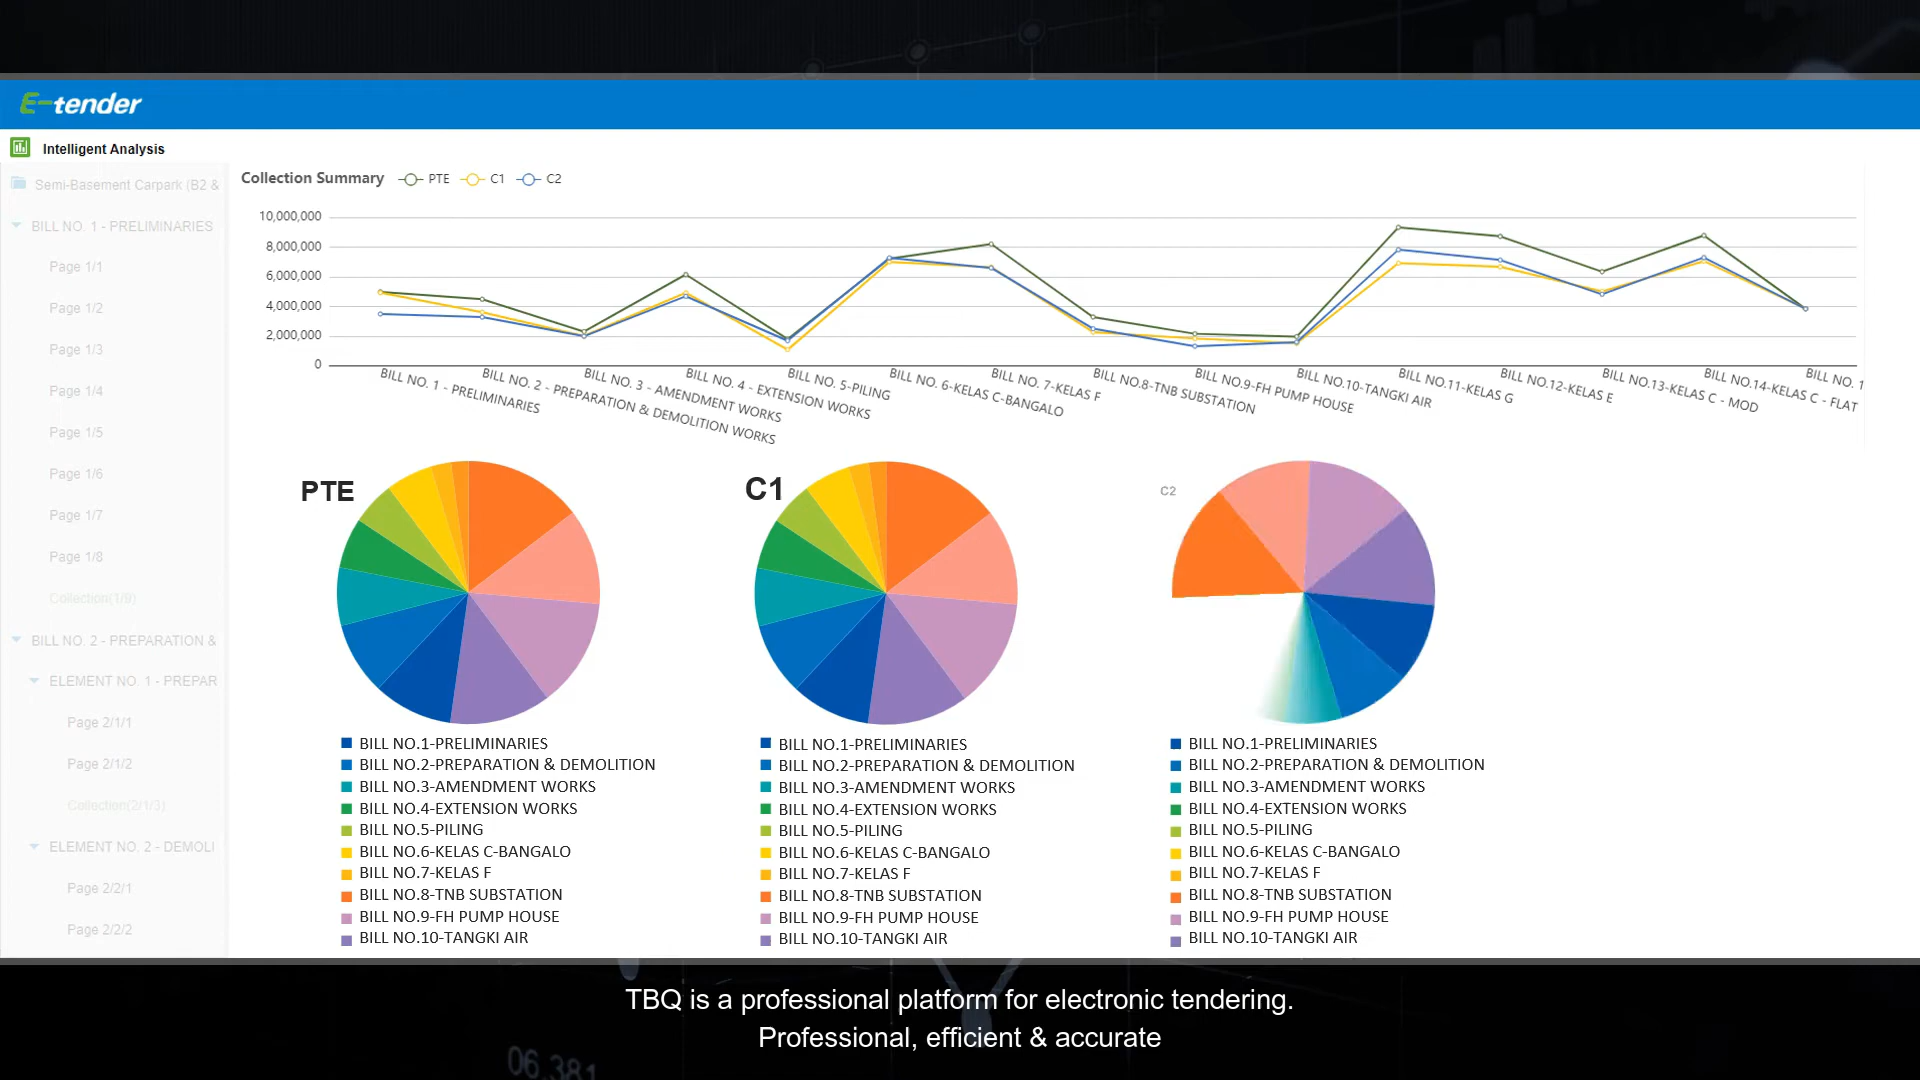 E-tender
Intelligent Analysis
Semi-Basement Carpark (B2 &
BILL NO. 1 - PRELIMINARIES
Page 1/1
Page 1/2
Page 1/3
Page 1/4
Page 1/5
Page 1/6
Page 1/7
Page 1/8
Collection(1/9)
BILL NO. 2 - PREPARATION &
ELEMENT NO. 1 - PREPAR
Page 2/1/1
Page 2/1/2
Collection(2/1/3)
ELEMENT NO. 2 - DEMOLI
Page 2/2/1
Page 2/2/2
Collection Summary PTE C1 C2
10,000,000
8,000,000
6,000,000
4,000,000
2,000,000
0
BILL NO. 1 - PRELIMINARIES
BILL NO. 2 - PREPARATION & DEMOLITION WORKS
BILL NO. 3 - AMENDMENT WORKS
BILL NO. 4 - EXTENSION WORKS
BILL NO. 5-PILING
BILL NO. 6-KELAS C-BANGALO
BILL NO. 7-KELAS F
BILL NO.8-TNB SUBSTATION
BILL NO.9-FH PUMP HOUSE
BILL NO.10-TANGKI AIR
BILL NO.11-KELAS G
BILL NO.12-KELAS E
BILL NO.13-KELAS C - MOD
BILL NO.14-KELAS C - FLAT
BILL NO. 1
PTE
BILL NO.1-PRELIMINARIES
BILL NO.2-PREPARATION & DEMOLITION
BILL NO.3-AMENDMENT WORKS
BILL NO.4-EXTENSION WORKS
BILL NO.5-PILING
BILL NO.6-KELAS C-BANGALO
BILL NO.7-KELAS F
BILL NO.8-TNB SUBSTATION
BILL NO.9-FH PUMP HOUSE
BILL NO.10-TANGKI AIR
C1
BILL NO.1-PRELIMINARIES
BILL NO.2-PREPARATION & DEMOLITION
BILL NO.3-AMENDMENT WORKS
BILL NO.4-EXTENSION WORKS
BILL NO.5-PILING
BILL NO.6-KELAS C-BANGALO
BILL NO.7-KELAS F
BILL NO.8-TNB SUBSTATION
BILL NO.9-FH PUMP HOUSE
BILL NO.10-TANGKI AIR
C2
BILL NO.1-PRELIMINARIES
BILL NO.2-PREPARATION & DEMOLITION
BILL NO.3-AMENDMENT WORKS
BILL NO.4-EXTENSION WORKS
BILL NO.5-PILING
BILL NO.6-KELAS C-BANGALO
BILL NO.7-KELAS F
BILL NO.8-TNB SUBSTATION
BILL NO.9-FH PUMP HOUSE
BILL NO.10-TANGKI AIR
TBQ is a professional platform for electronic tendering.
Professional, efficient & accurate
06.381